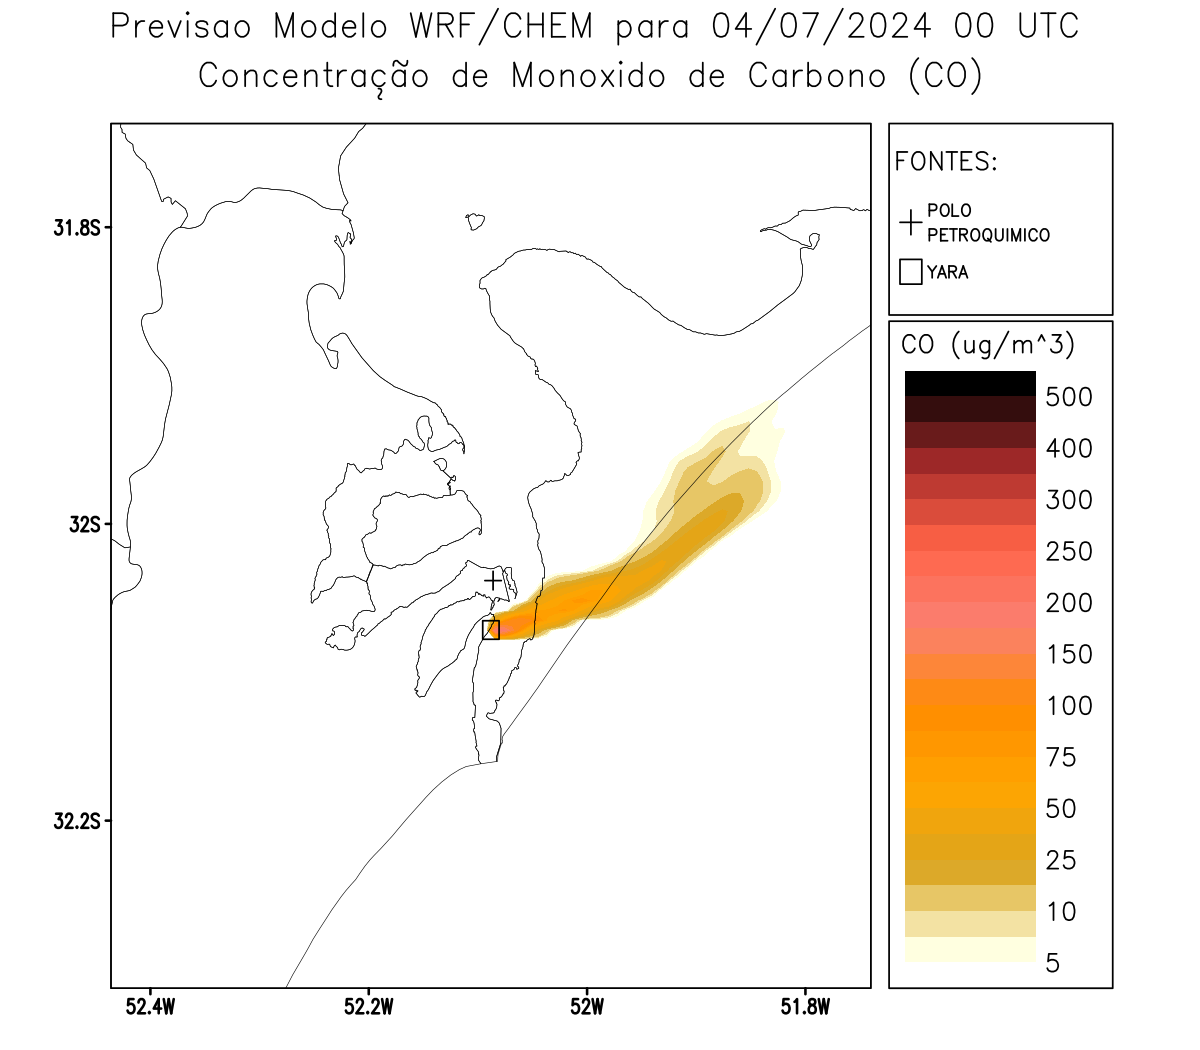 Previsao Modelo WRF/CHEM para 04/07/2024 00 UTC
Concentração de Monoxido de Carbono (CO)
FONTES:
POLO
PETROQUIMICO
YARA
CO (ug/m^3)
500
400
300
250
200
150
100
75
50
25
10
5
31.8S
32S
32.2S
52.4W
52.2W
52W
51.8W